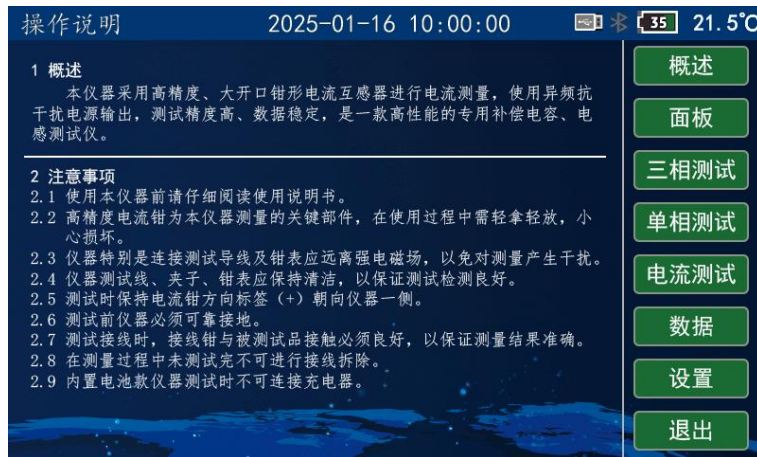 操作说明 2025-01-16 10:00:00 35 21.5℃
1 概述
本仪器采用高精度、大开口钳形电流互感器进行电流测量，使用异频抗
干扰电源输出，测试精度高、数据稳定，是一款高性能的专用补偿电容、电
感测试仪。
2 注意事项
2.1 使用本仪器前请仔细阅读使用说明书。
2.2 高精度电流钳为本仪器测量的关键部件，在使用过程中需轻拿轻放，小
心损坏。
2.3 仪器特别是连接测试导线及钳表应远离强电磁场，以免对测量产生干扰。
2.4 仪器测试线、夹子、钳表应保持清洁，以保证测试检测良好。
2.5 测试时保持电流钳方向标签（+）朝向仪器一侧。
2.6 测试前仪器必须可靠接地。
2.7 测试接线时，接线钳与被测试品接触必须良好，以保证测量结果准确。
2.8 在测量过程中未测试完不可进行接线拆除。
2.9 内置电池款仪器测试时不可连接充电器。
概述
面板
三相测试
单相测试
电流测试
数据
设置
退出